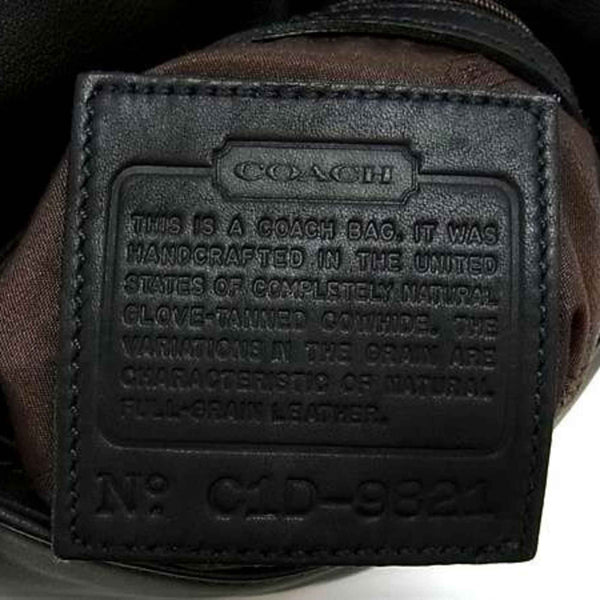 COACH
THIS IS A COACH BAG. IT WAS
HANDCRAFTED IN THE UNITED
STATES OF COMPLETELY NATURAL
GLOVE-TANNED COWHIDE. THE
VARIATIONS IN THE GRAIN ARE
CHARACTERISTIC OF NATURAL
FULL-GRAIN LEATHER.
No: C1D-9821